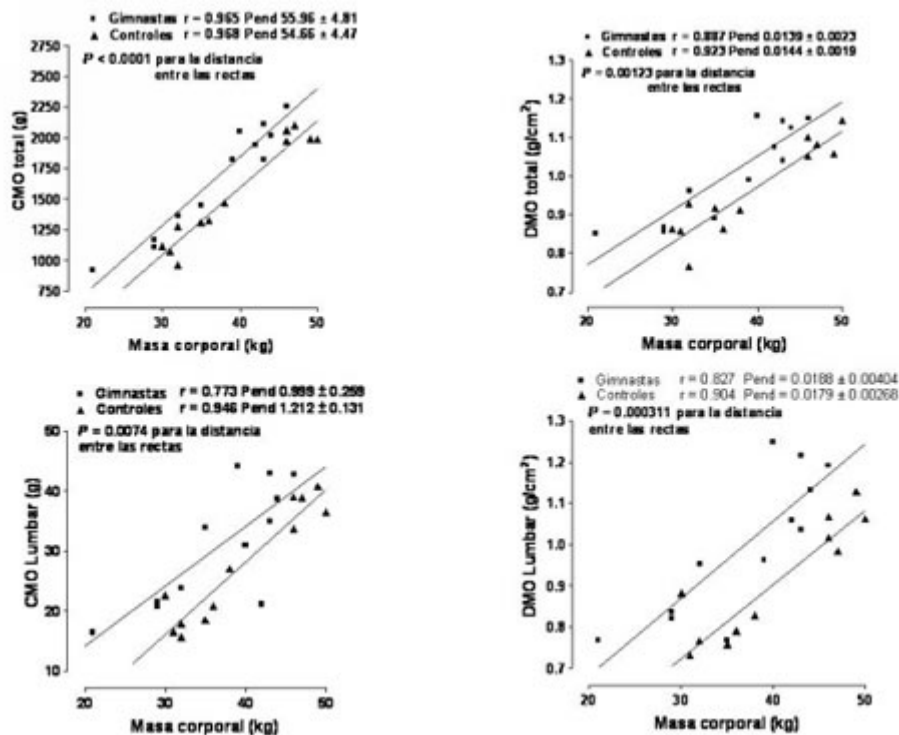 ▪ Gimnastas r = 0.965 Pend 55.96 ± 4.81
▲ Controles r = 0.968 Pend 54.66 ± 4.47
P < 0.0001 para la distancia
entre las rectas
CMO total (g)
2750
2500
2250
2000
1750
1500
1250
1000
750
20 30 40 50
Masa corporal (kg)
▪ Gimnastas r = 0.887 Pend 0.0139 ± 0.0023
▲ Controles r = 0.923 Pend 0.0144 ± 0.0019
P = 0.00123 para la distancia
entre las rectas
DMO total (g/cm²)
1.3
1.2
1.1
1.0
0.9
0.8
0.7
20 30 40 50
Masa corporal (kg)
▪ Gimnastas r = 0.773 Pend 0.999 ± 0.259
▲ Controles r = 0.946 Pend 1.212 ± 0.131
P = 0.0074 para la distancia
entre las rectas
CMO Lumbar (g)
50
40
30
20
10
20 30 40 50
Masa corporal (kg)
▪ Gimnastas r = 0.827 Pend = 0.0188 ± 0.00404
▲ Controles r = 0.904 Pend = 0.0179 ± 0.00268
P = 0.000311 para la distancia
entre las rectas
DMO Lumbar (g/cm²)
1.3
1.2
1.1
1.0
0.9
0.8
0.7
20 30 40 50
Masa corporal (kg)